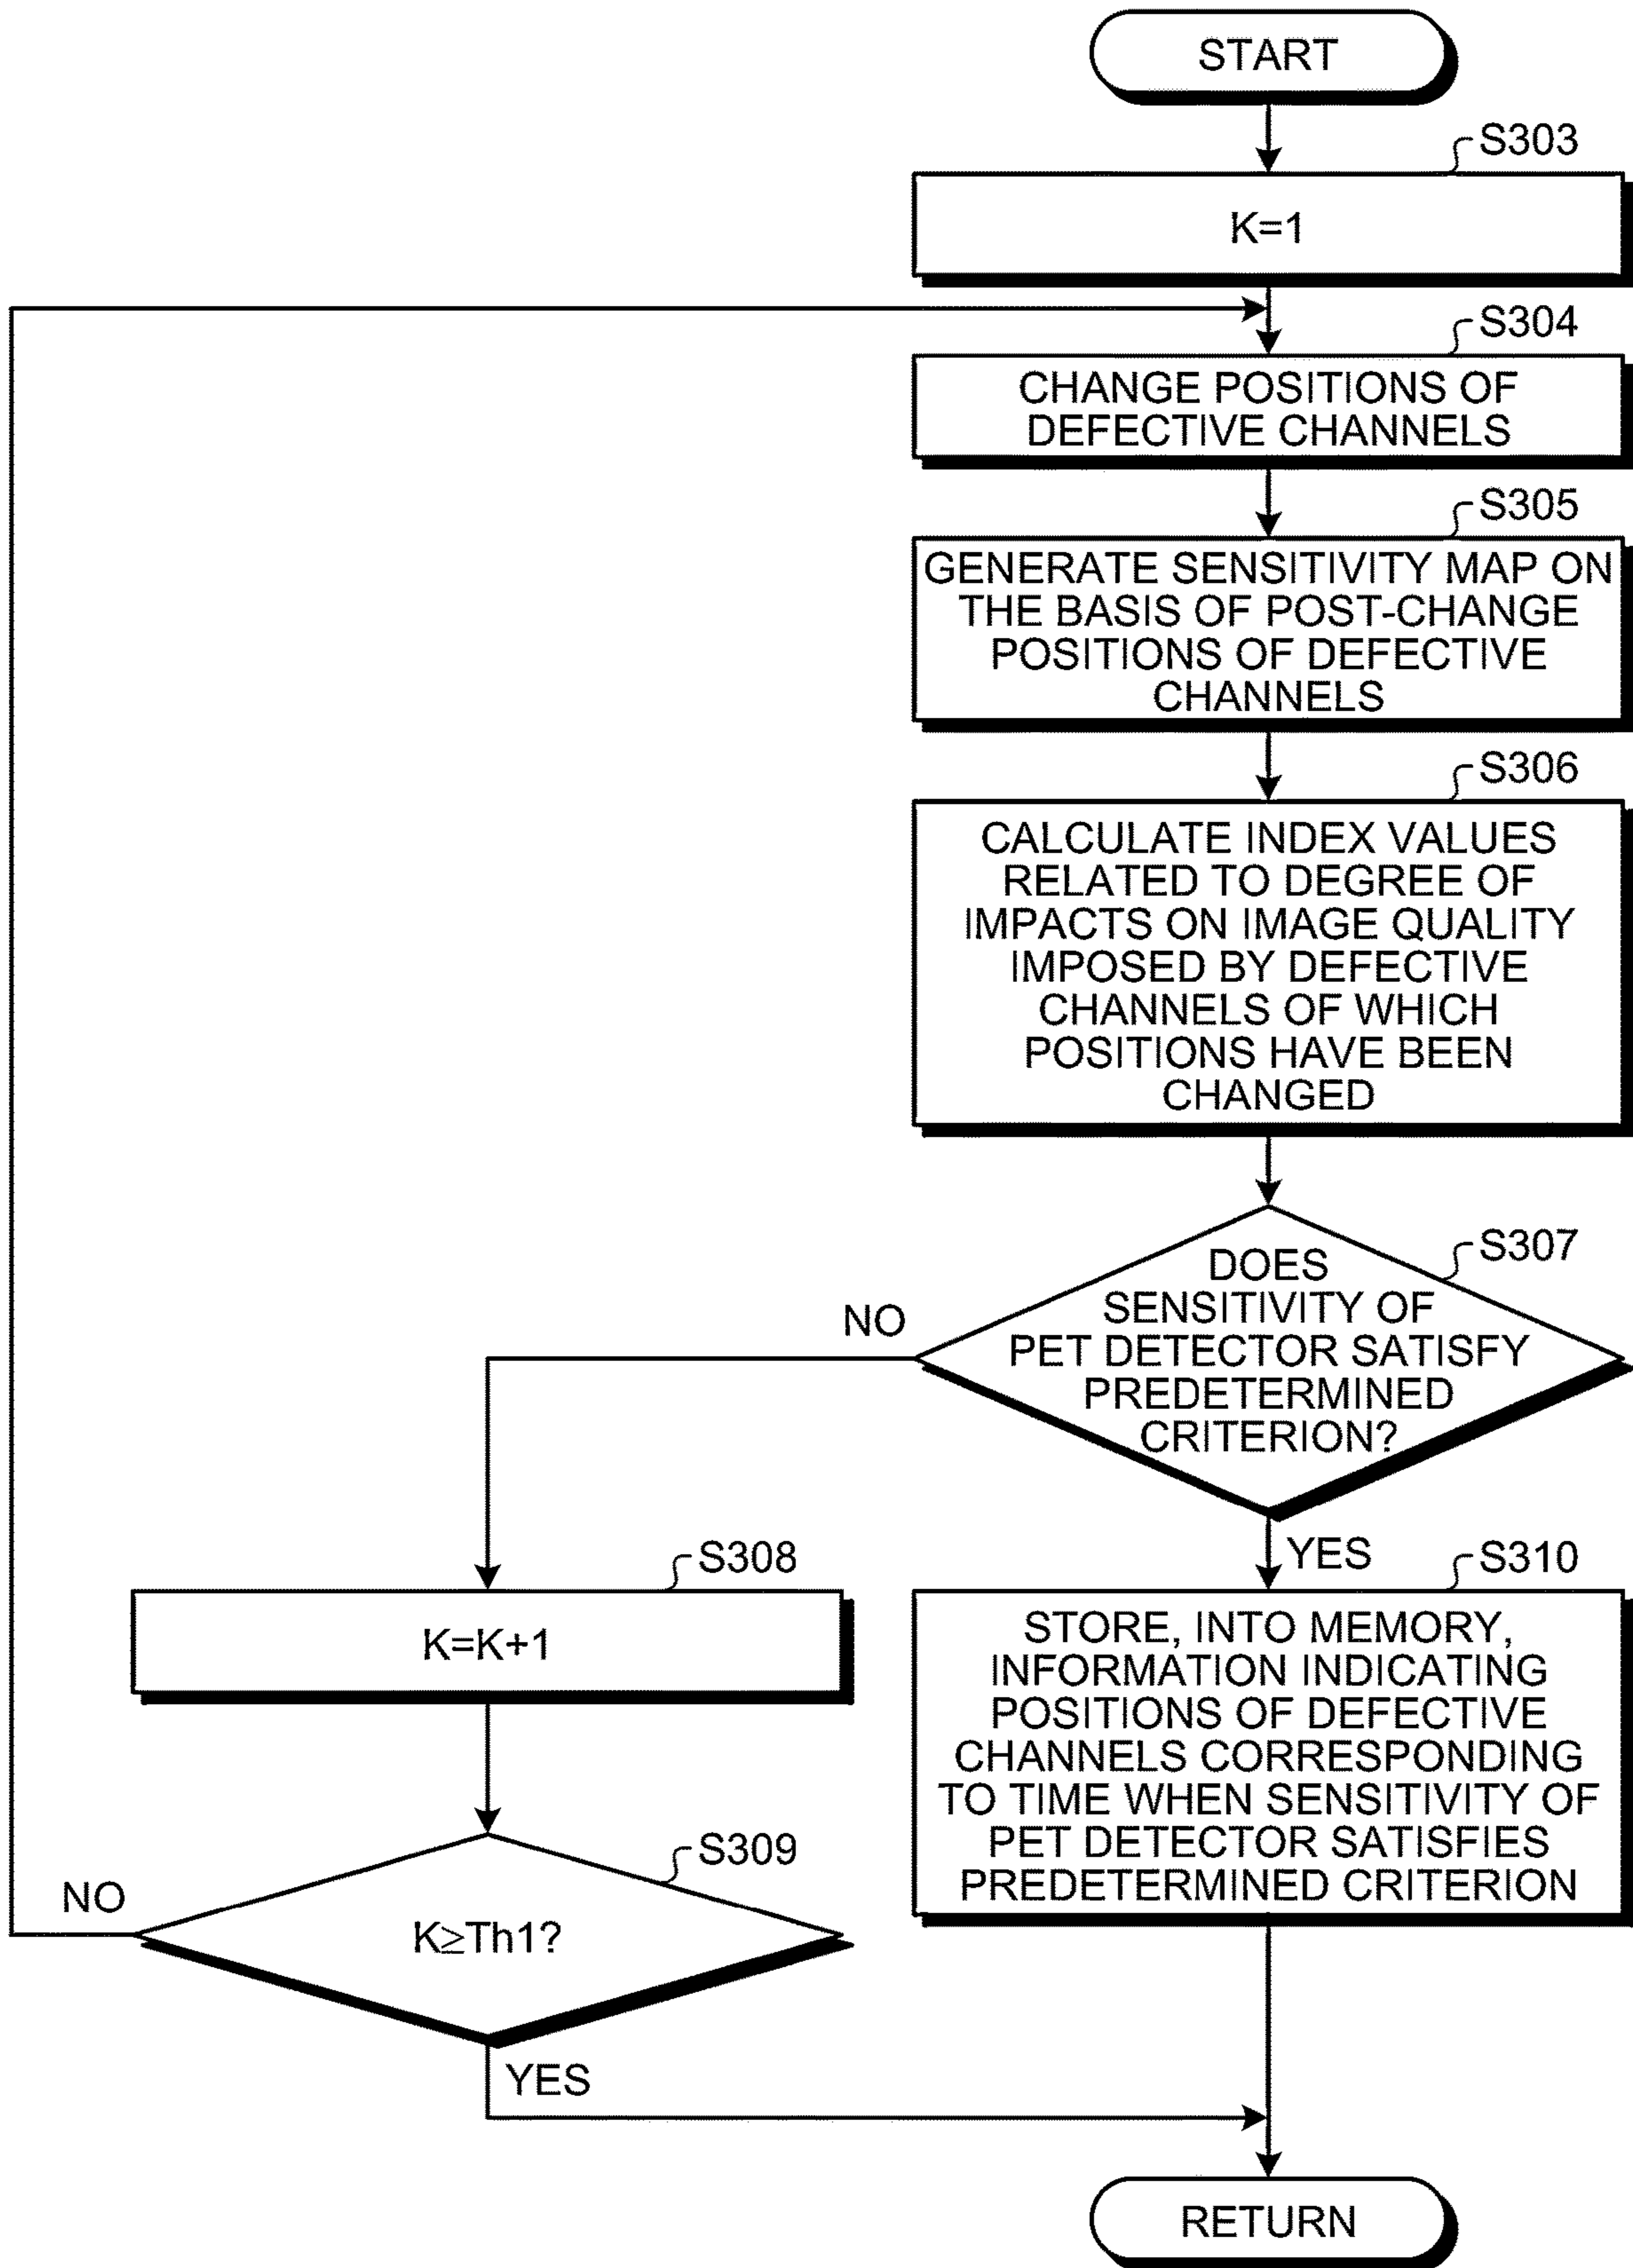 START
S303
K=1
S304
CHANGE POSITIONS OF
DEFECTIVE CHANNELS
S305
GENERATE SENSITIVITY MAP ON
THE BASIS OF POST-CHANGE
POSITIONS OF DEFECTIVE
CHANNELS
S306
CALCULATE INDEX VALUES
RELATED TO DEGREE OF
IMPACTS ON IMAGE QUALITY
IMPOSED BY DEFECTIVE
CHANNELS OF WHICH
POSITIONS HAVE BEEN
CHANGED
S307
DOES
SENSITIVITY OF
PET DETECTOR SATISFY
PREDETERMINED
CRITERION?
NO
YES
S308
K=K+1
S309
K≥Th1?
NO
YES
S310
STORE, INTO MEMORY,
INFORMATION INDICATING
POSITIONS OF DEFECTIVE
CHANNELS CORRESPONDING
TO TIME WHEN SENSITIVITY OF
PET DETECTOR SATISFIES
PREDETERMINED CRITERION
RETURN